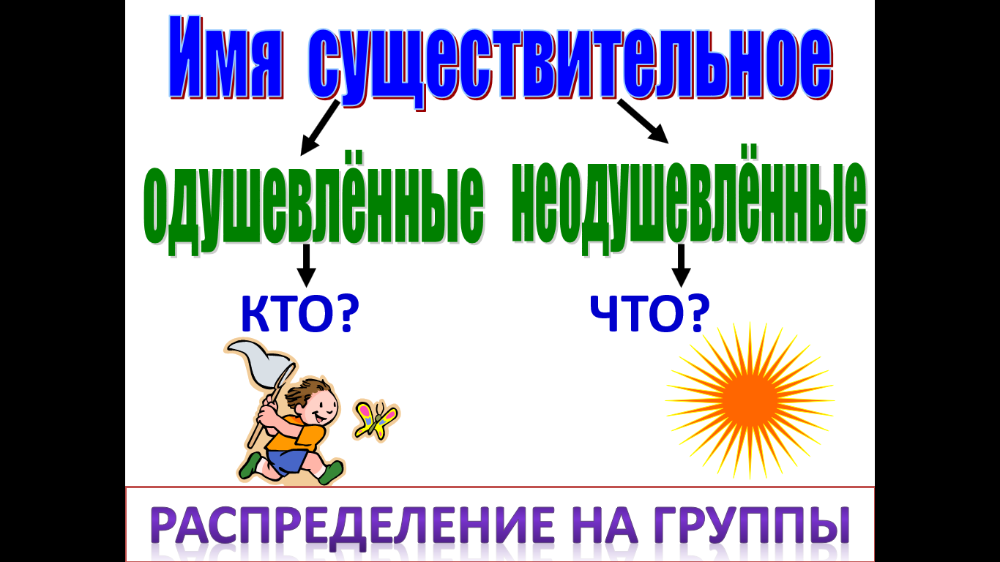 Имя существительное
одушевлённые неодушевлённые
КТО? ЧТО?
РАСПРЕДЕЛЕНИЕ НА ГРУППЫ